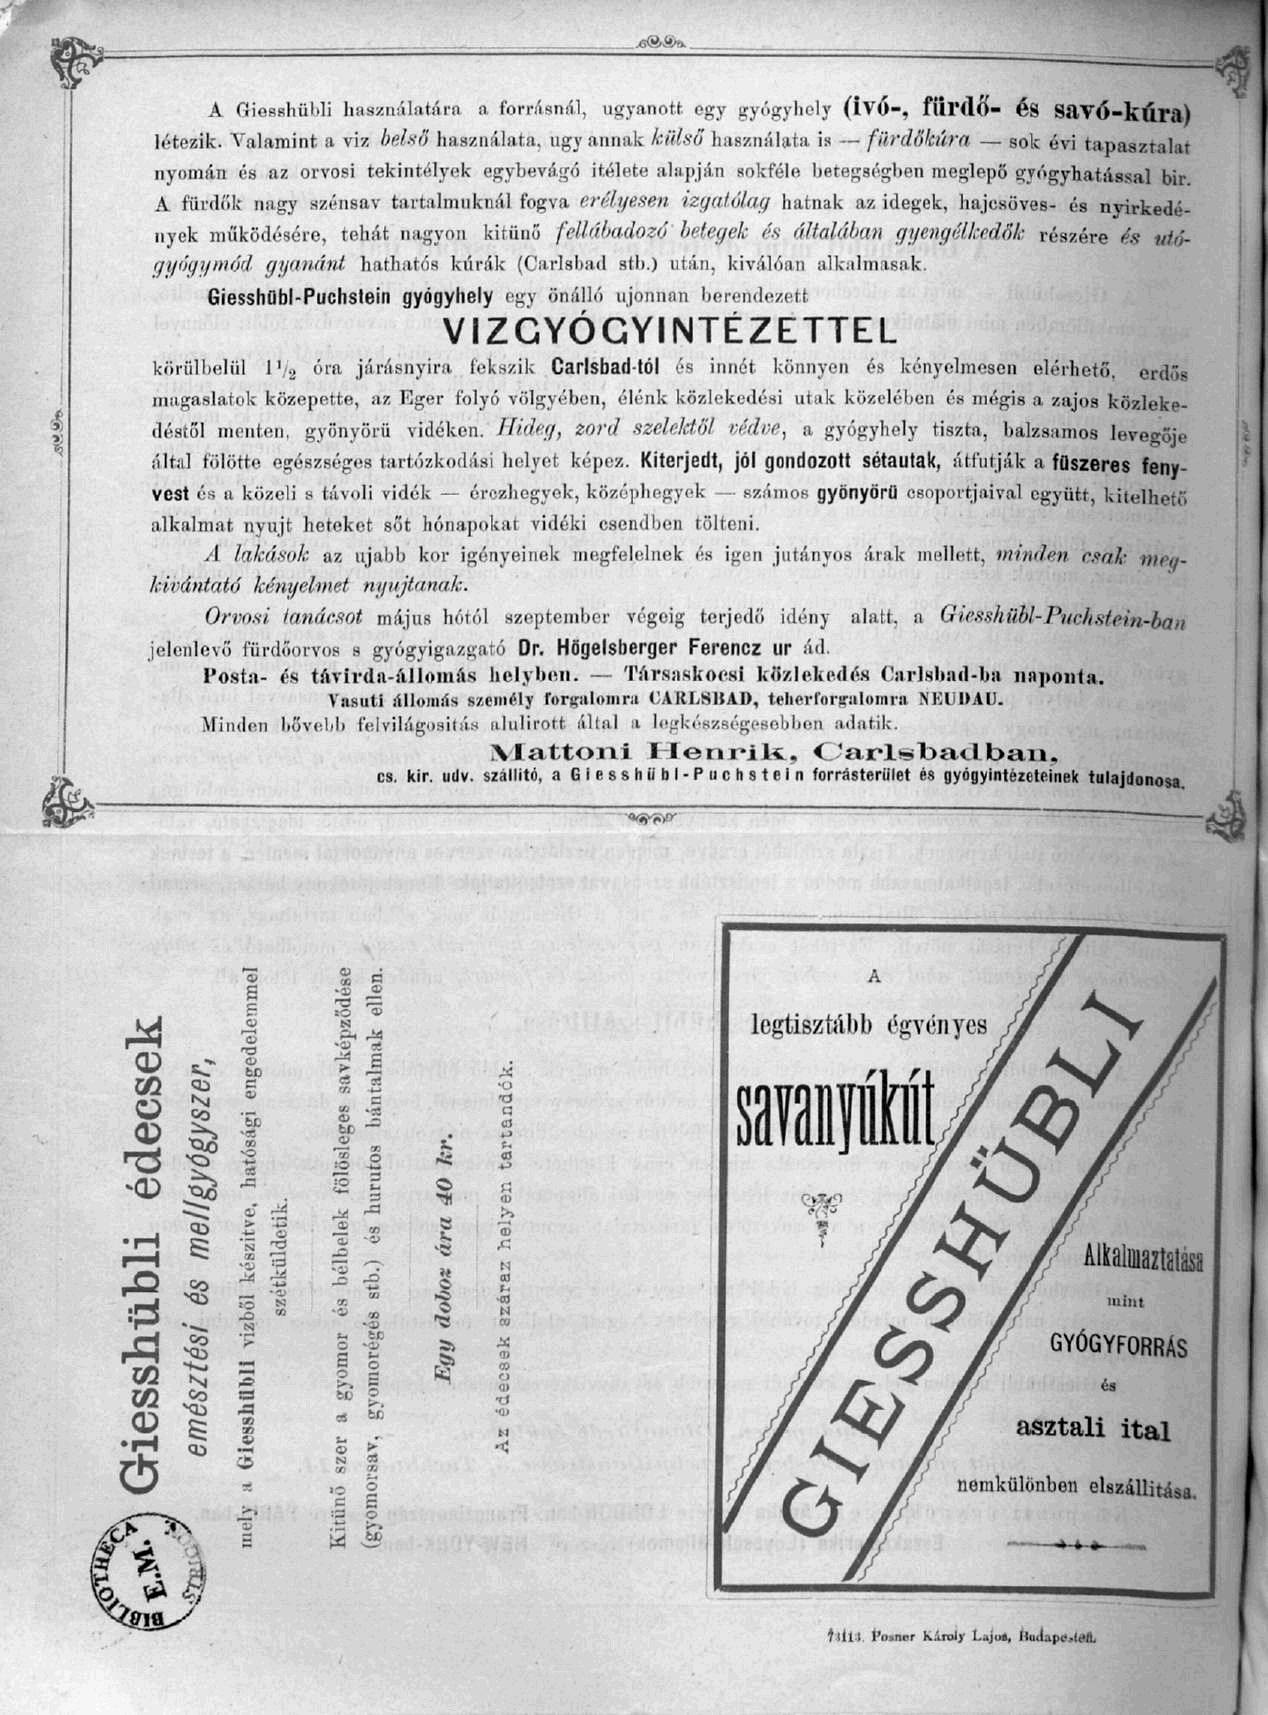 A Giesshübli használatára a forrásnál, ugyanott egy gyógyhely (ivó-, fürdő- és savó-kúra)
létezik. Valamint a viz belső használata, ugy annak külső használata is — fürdőkúra — sok évi tapasztalat
nyomán és az orvosi tekintélyek egybevágó itélete alapján sokféle betegségben meglepő gyógyhatással bir.
A fürdők nagy szénsav tartalmuknál fogva erélyesen izgatólag hatnak az idegek, hajcsöves- és nyirkedé-
nyek működésére, tehát nagyon kitünő fellábadozó betegek és általában gyengélkedők részére és utó-
gyógymód gyanánt hathatós kúrák (Carlsbad stb.) után, kiválóan alkalmasak.
Giesshübl-Puchstein gyógyhely egy önálló ujonnan berendezett
VIZGYÓGYINTÉZETTEL
körülbelül 1½ óra járásnyira fekszik Carlsbad-tól és innét könnyen és kényelmesen elérhető, erdős
magaslatok közepette, az Eger folyó völgyében, élénk közlekedési utak közelében és mégis a zajos közleke-
déstől menten, gyönyörü vidéken. Hideg, zord szelektől védve, a gyógyhely tiszta, balzsamos levegője
által fölötte egészséges tartózkodási helyet képez. Kiterjedt, jól gondozott sétautak, átfutják a fűszeres feny-
vest és a közeli s távoli vidék — érczhegyek, középhegyek — számos gyönyörü csoportjaival együtt, kitelhető
alkalmat nyujt heteket sőt hónapokat vidéki csendben tölteni.
A lakások az ujabb kor igényeinek megfelelnek és igen jutányos árak mellett, minden csak meg-
kivántató kényelmet nyujtanak.
Orvosi tanácsot május hótól szeptember végeig terjedő idény alatt, a Giesshübl-Puchstein-ban
jelenlevő fürdőorvos s gyógyigazgató Dr. Högelsberger Ferencz ur ád.
Posta- és távirda-állomás helyben. — Társaskocsi közlekedés Carlsbad-ba naponta.
Vasuti állomás személy forgalomra CARLSBAD, teherforgalomra NEUDAU.
Minden bővebb felvilágositás alulirott által a legkészségesebben adatik.
Mattoni Henrik, Carlsbadban,
cs. kir. udv. szállitó, a Giesshübl-Puchstein forrásterület és gyógyintézeteinek tulajdonosa.
Giesshübli édecsek
emésztési és mellgyógyszer,
mely a Giesshübli vizből készitve, hatósági engedelemmel
szétküldetik.
Kitünő szer a gyomor és bélbelek fölösleges savképződése
(gyomorsav, gyomorégés stb.) és hurutos bántalmak ellen.
Egy doboz ára 40 kr.
Az édecsek száraz helyen tartandók.
BIBLIOTHECA
E.M.
A
legtisztább égvényes
savanyúkút
GIESSHÜBLI
Alkalmaztatása
mint
GYÓGYFORRÁS
és
asztali ital
nemkülönben elszállitása.
Posner Károly Lajos, Budapesten.